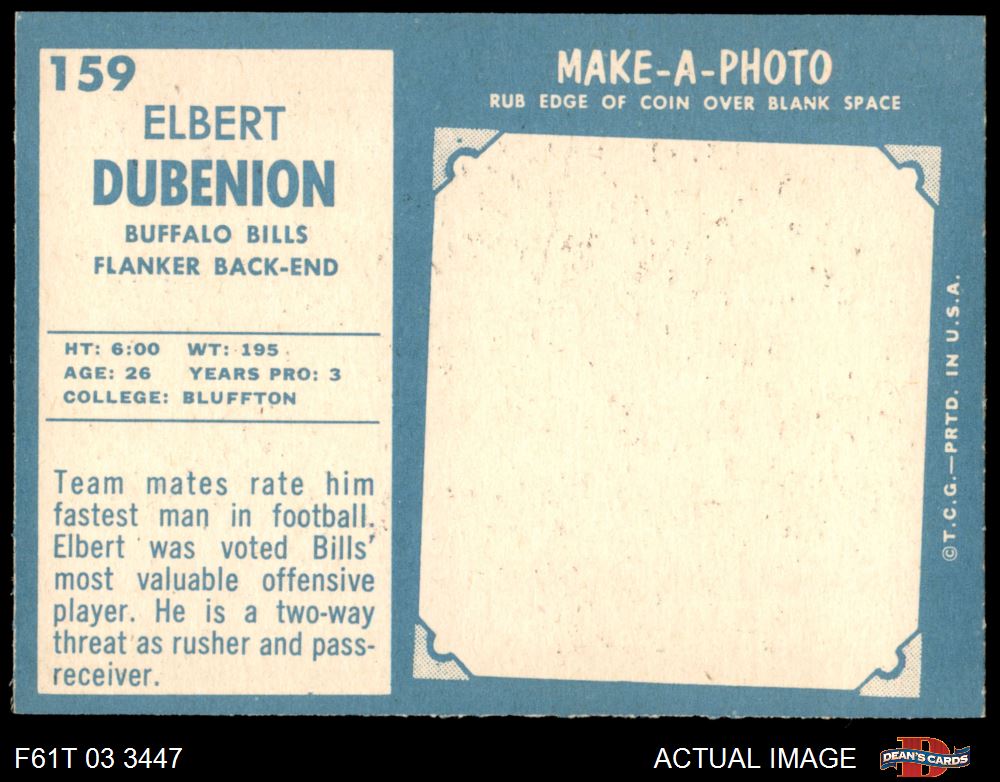 159
ELBERT
DUBENION
BUFFALO BILLS
FLANKER BACK-END
HT: 6:00 WT: 195
AGE: 26 YEARS PRO: 3
COLLEGE: BLUFFTON
Team mates rate him
fastest man in football.
Elbert was voted Bills'
most valuable offensive
player. He is a two-way
threat as rusher and pass-
receiver.
MAKE-A-PHOTO
RUB EDGE OF COIN OVER BLANK SPACE
©T.C.G.—PRTD. IN U.S.A.
F61T 03 3447
ACTUAL IMAGE
D
DEAN'S CARDS